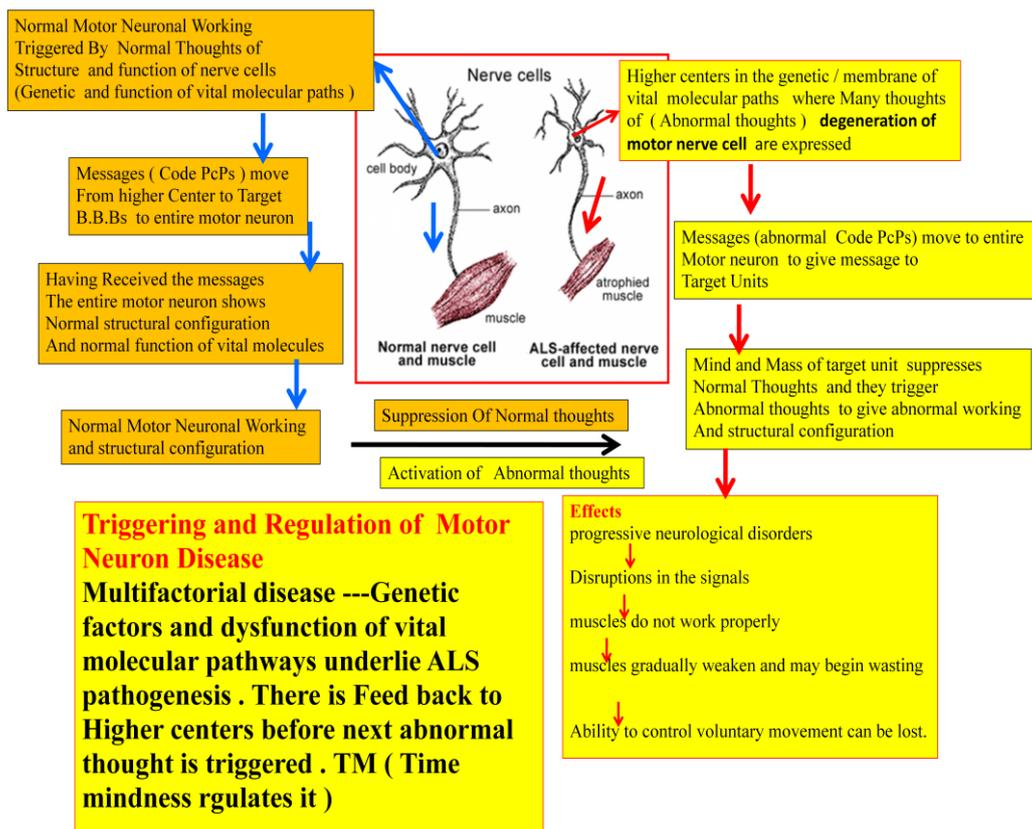 Normal Motor Neuronal Working
Triggered By Normal Thoughts of
Structure and function of nerve cells
(Genetic and function of vital molecular paths )
Messages ( Code PcPs ) move
From higher Center to Target
B.B.Bs to entire motor neuron
Having Received the messages
The entire motor neuron shows
Normal structural configuration
And normal function of vital molecules
Normal Motor Neuronal Working
and structural configuration
Nerve cells
cell body
axon
muscle
Normal nerve cell
and muscle
axon
atrophied
muscle
ALS-affected nerve
cell and muscle
Suppression Of Normal thoughts
Activation of Abnormal thoughts
Higher centers in the genetic / membrane of
vital molecular paths where Many thoughts
of ( Abnormal thoughts ) degeneration of
motor nerve cell are expressed
Messages (abnormal Code PcPs) move to entire
Motor neuron to give message to
Target Units
Mind and Mass of target unit suppresses
Normal Thoughts and they trigger
Abnormal thoughts to give abnormal working
And structural configuration
Triggering and Regulation of Motor
Neuron Disease
Multifactorial disease ---Genetic
factors and dysfunction of vital
molecular pathways underlie ALS
pathogenesis . There is Feed back to
Higher centers before next abnormal
thought is triggered . TM ( Time
mindness rgulates it )
Effects
progressive neurological disorders
Disruptions in the signals
muscles do not work properly
muscles gradually weaken and may begin wasting
Ability to control voluntary movement can be lost.